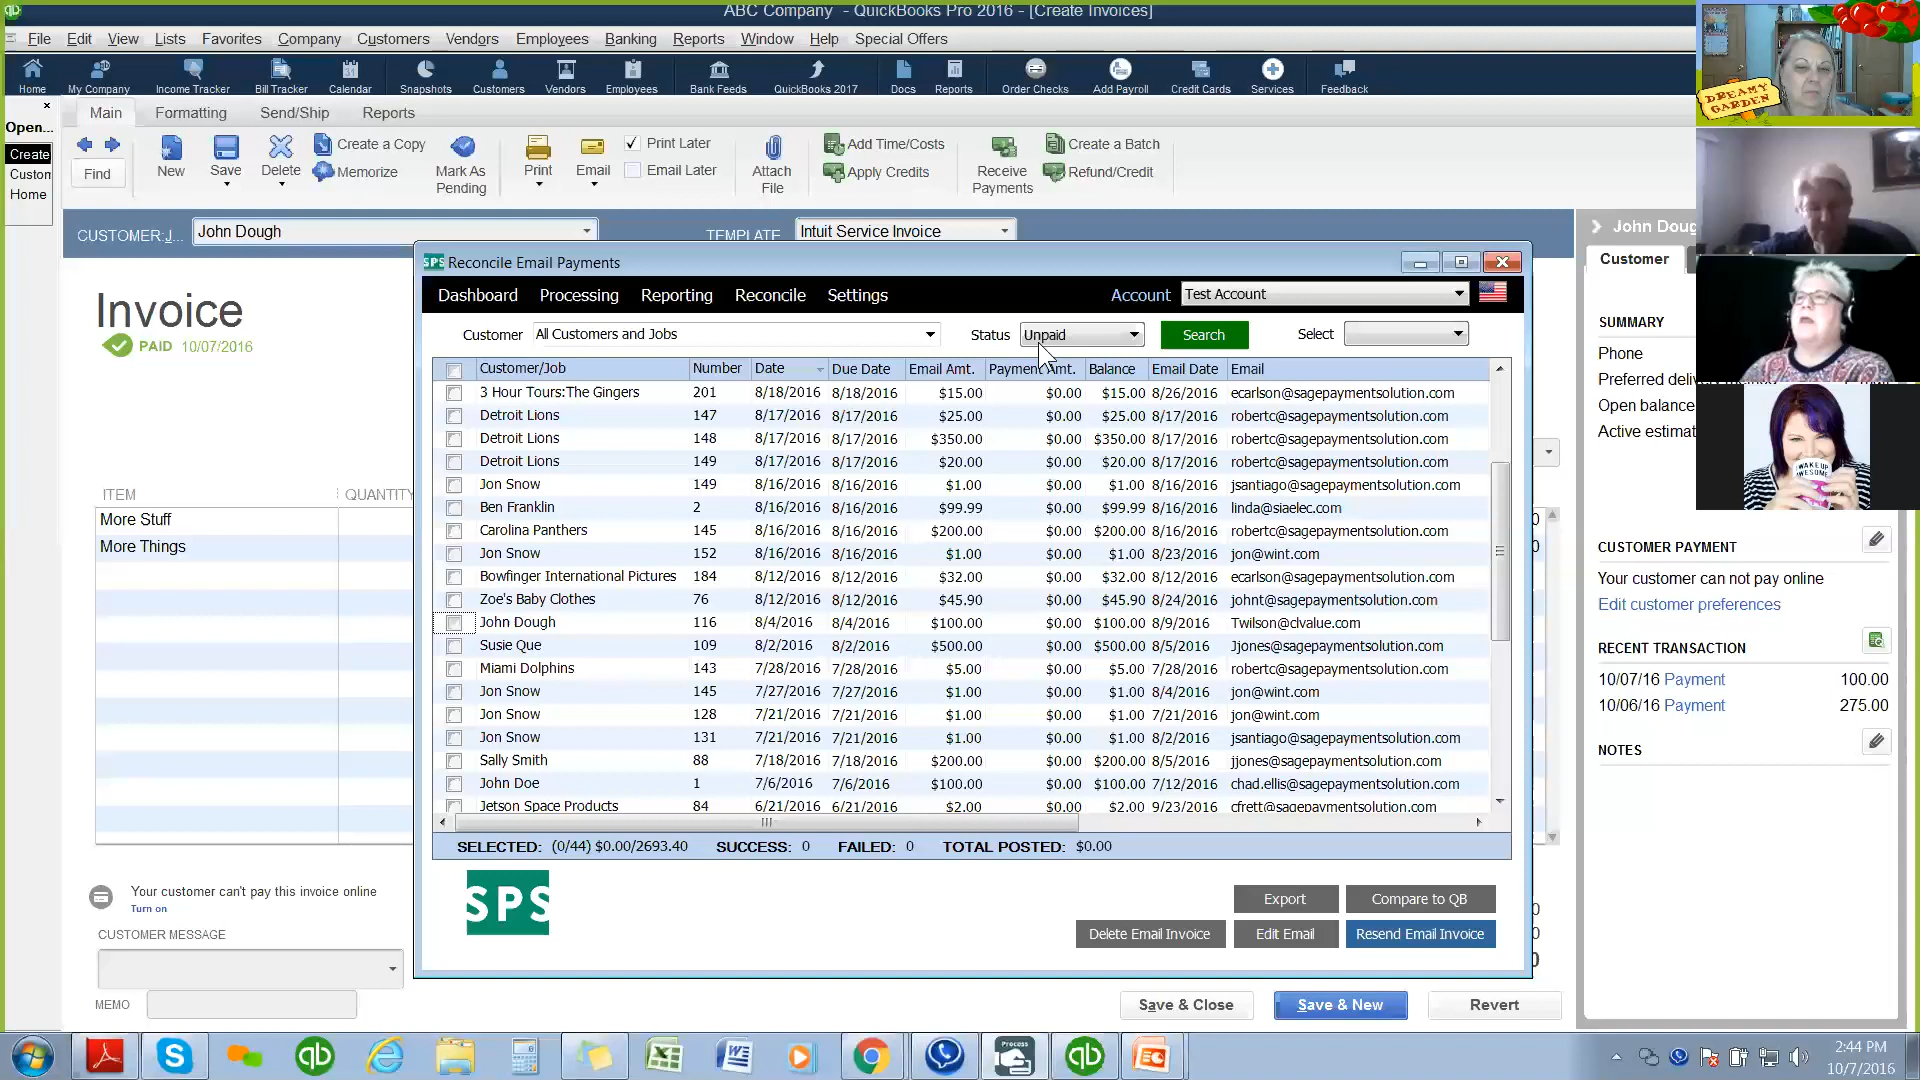 ABC Company - QuickBooks Pro 2016 - [Create Invoices]
File Edit View Lists Favorites Company Customers Vendors Employees Banking Reports Window Help Special Offers
Home My Company Income Tracker Bill Tracker Calendar Snapshots Customers Vendors Employees Bank Feeds QuickBooks 2017 Docs Reports Order Checks Add Payroll Credit Cards Services Feedback
Open...
Create
Custom
Home
Main Formatting Send/Ship Reports
Find New Save Delete Create a Copy Memorize Mark As Pending Print Email Print Later Email Later Attach File Add Time/Costs Apply Credits Receive Payments Create a Batch Refund/Credit
CUSTOMER:J... John Dough TEMPLATE Intuit Service Invoice
Invoice
PAID 10/07/2016
ITEM QUANTITY
More Stuff
More Things
Your customer can't pay this invoice online
Turn on
CUSTOMER MESSAGE
MEMO
SPS Reconcile Email Payments
Dashboard Processing Reporting Reconcile Settings Account Test Account
Customer All Customers and Jobs Status Unpaid Search Select
Customer/Job Number Date Due Date Email Amt. Payment Amt. Balance Email Date Email
3 Hour Tours:The Gingers 201 8/18/2016 8/18/2016 $15.00 $0.00 $15.00 8/26/2016 ecarlson@sagepaymentsolution.com
Detroit Lions 147 8/17/2016 8/17/2016 $25.00 $0.00 $25.00 8/17/2016 robertc@sagepaymentsolution.com
Detroit Lions 148 8/17/2016 8/17/2016 $350.00 $0.00 $350.00 8/17/2016 robertc@sagepaymentsolution.com
Detroit Lions 149 8/17/2016 8/17/2016 $20.00 $0.00 $20.00 8/17/2016 robertc@sagepaymentsolution.com
Jon Snow 149 8/16/2016 8/16/2016 $1.00 $0.00 $1.00 8/16/2016 jsantiago@sagepaymentsolution.com
Ben Franklin 2 8/16/2016 8/16/2016 $99.99 $0.00 $99.99 8/16/2016 linda@siaelec.com
Carolina Panthers 145 8/16/2016 8/16/2016 $200.00 $0.00 $200.00 8/16/2016 robertc@sagepaymentsolution.com
Jon Snow 152 8/16/2016 8/16/2016 $1.00 $0.00 $1.00 8/23/2016 jon@wint.com
Bowfinger International Pictures 184 8/12/2016 8/12/2016 $32.00 $0.00 $32.00 8/12/2016 ecarlson@sagepaymentsolution.com
Zoe's Baby Clothes 76 8/12/2016 8/12/2016 $45.90 $0.00 $45.90 8/24/2016 johnt@sagepaymentsolution.com
John Dough 116 8/4/2016 8/4/2016 $100.00 $0.00 $100.00 8/9/2016 Twilson@clvalue.com
Susie Que 109 8/2/2016 8/2/2016 $500.00 $0.00 $500.00 8/5/2016 Jjones@sagepaymentsolution.com
Miami Dolphins 143 7/28/2016 7/28/2016 $5.00 $0.00 $5.00 7/28/2016 robertc@sagepaymentsolution.com
Jon Snow 145 7/27/2016 7/27/2016 $1.00 $0.00 $1.00 8/4/2016 jon@wint.com
Jon Snow 128 7/21/2016 7/21/2016 $1.00 $0.00 $1.00 7/21/2016 jon@wint.com
Jon Snow 131 7/21/2016 7/21/2016 $1.00 $0.00 $1.00 8/2/2016 jsantiago@sagepaymentsolution.com
Sally Smith 88 7/18/2016 7/18/2016 $200.00 $0.00 $200.00 8/5/2016 jjones@sagepaymentsolution.com
John Doe 1 7/6/2016 7/6/2016 $100.00 $0.00 $100.00 7/12/2016 chad.ellis@sagepaymentsolution.com
Jetson Space Products 84 6/21/2016 6/21/2016 $2.00 $0.00 $2.00 9/23/2016 cfrett@sagepaymentsolution.com
SELECTED: (0/44) $0.00/2693.40 SUCCESS: 0 FAILED: 0 TOTAL POSTED: $0.00
SPS
Export Compare to QB
Delete Email Invoice Edit Email Resend Email Invoice
Save & Close Save & New Revert
DREAMY GARDEN
WAKE UP
AWESOME
John Doug
Customer
SUMMARY
Phone
Preferred
Open balance
Active estimat
CUSTOMER PAYMENT
Your customer can not pay online
Edit customer preferences
RECENT TRANSACTION
10/07/16 Payment 100.00
10/06/16 Payment 275.00
NOTES
Process
2:44 PM
10/7/2016